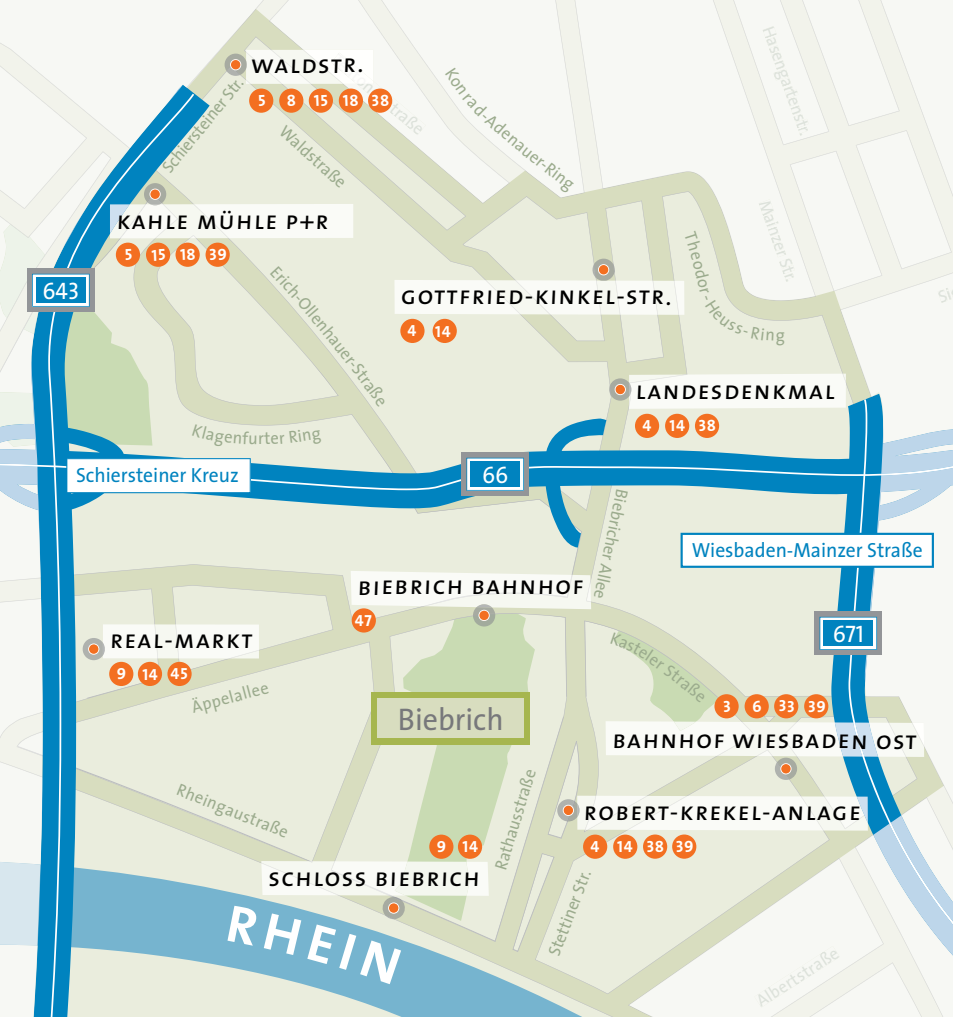 WALDSTR.
5 8 15 18 38
Hasengartenstr.
Konrad-Adenauer-Ring
Schiersteiner Str.
Waldstraße
KAHLE MÜHLE P+R
5 15 18 39
Mainzer Str.
Theodor-Heuss-Ring
643
Erich-Ollenhauer-Straße
GOTTFRIED-KINKEL-STR.
4 14
LANDESDENKMAL
4 14 38
Klagenfurter Ring
Schiersteiner Kreuz
66
Biebricher Allee
Wiesbaden-Mainzer Straße
BIEBRICH BAHNHOF
47
671
REAL-MARKT
9 14 45
Äppelallee
Kasteler Straße
3 6 33 39
BAHNHOF WIESBADEN OST
Biebrich
Rheingaustraße
Rathausstraße
ROBERT-KREKEL-ANLAGE
4 14 38 39
9 14
SCHLOSS BIEBRICH
Stettiner Str.
RHEIN
Albertstraße